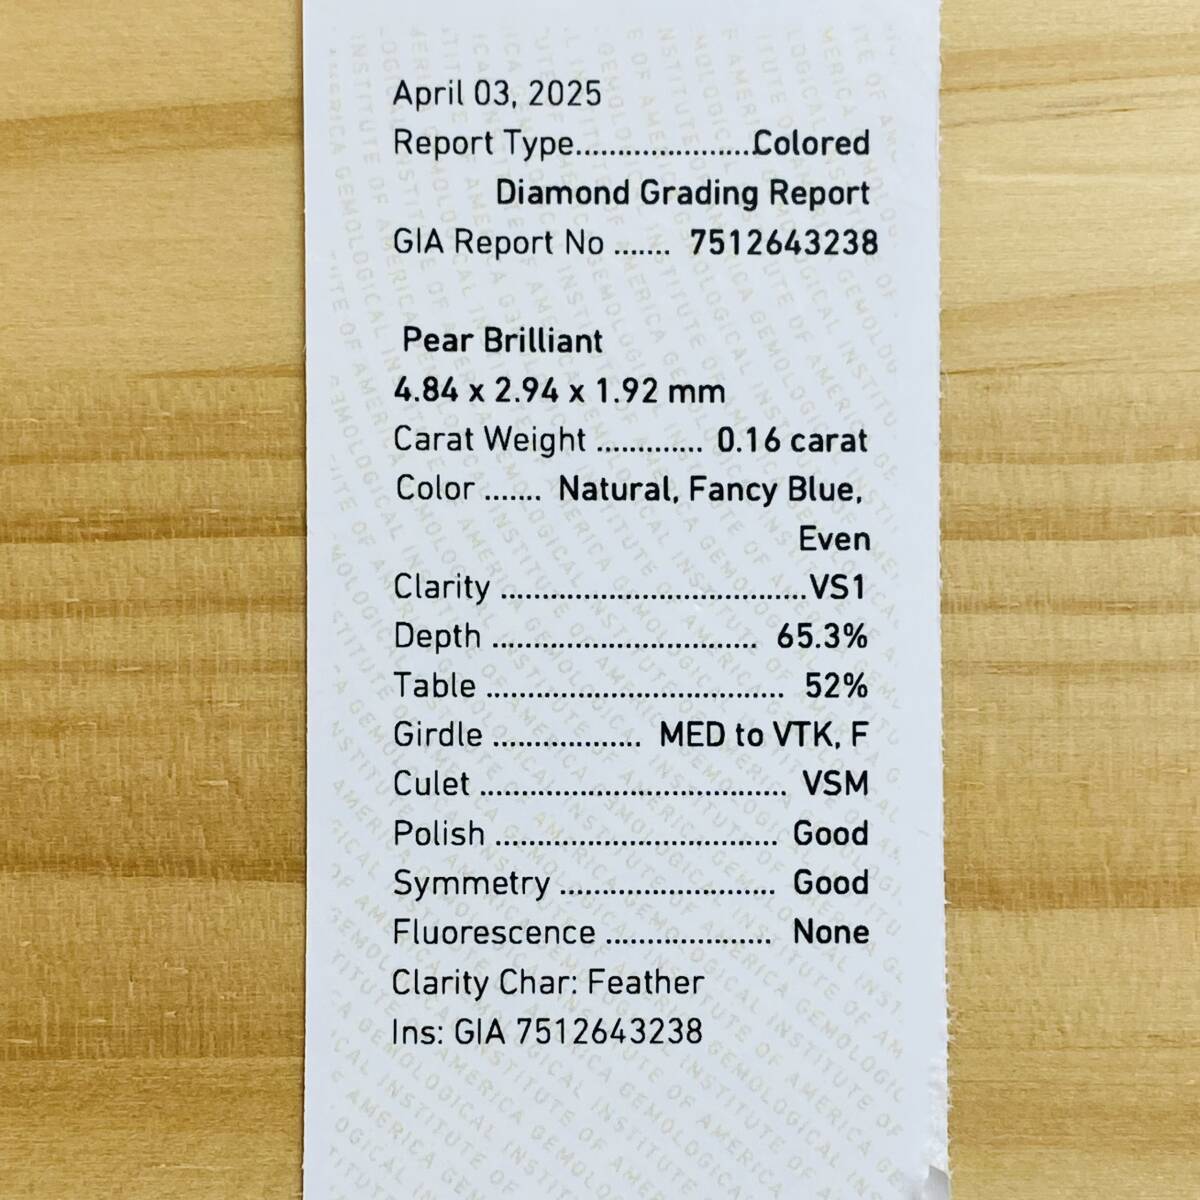 April 03, 2025
Report Type.....................Colored
Diamond Grading Report
GIA Report No ....... 7512643238
Pear Brilliant
4.84 x 2.94 x 1.92 mm
Carat Weight ............. 0.16 carat
Color ....... Natural, Fancy Blue,
Even
Clarity .....................................VS1
Depth ................................ 65.3%
Table .................................... 52%
Girdle .................. MED to VTK, F
Culet ..................................... VSM
Polish .................................. Good
Symmetry .......................... Good
Fluorescence .................... None
Clarity Char: Feather
Ins: GIA 7512643238